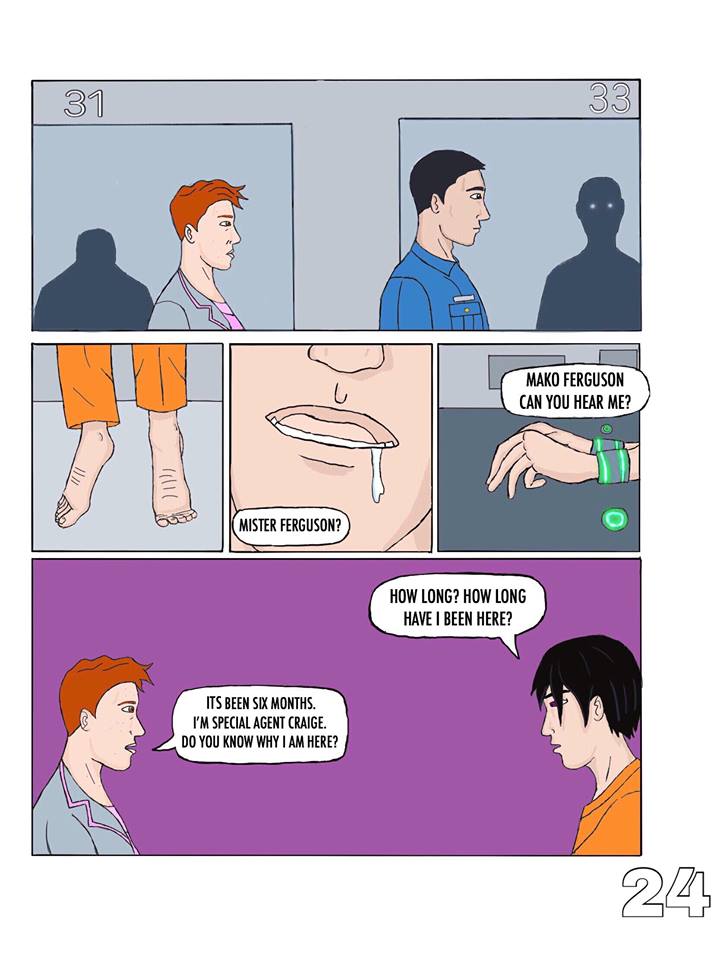 31
33
MISTER FERGUSON?
MAKO FERGUSON
CAN YOU HEAR ME?
HOW LONG? HOW LONG
HAVE I BEEN HERE?
ITS BEEN SIX MONTHS.
I'M SPECIAL AGENT CRAIGE.
DO YOU KNOW WHY I AM HERE?
24